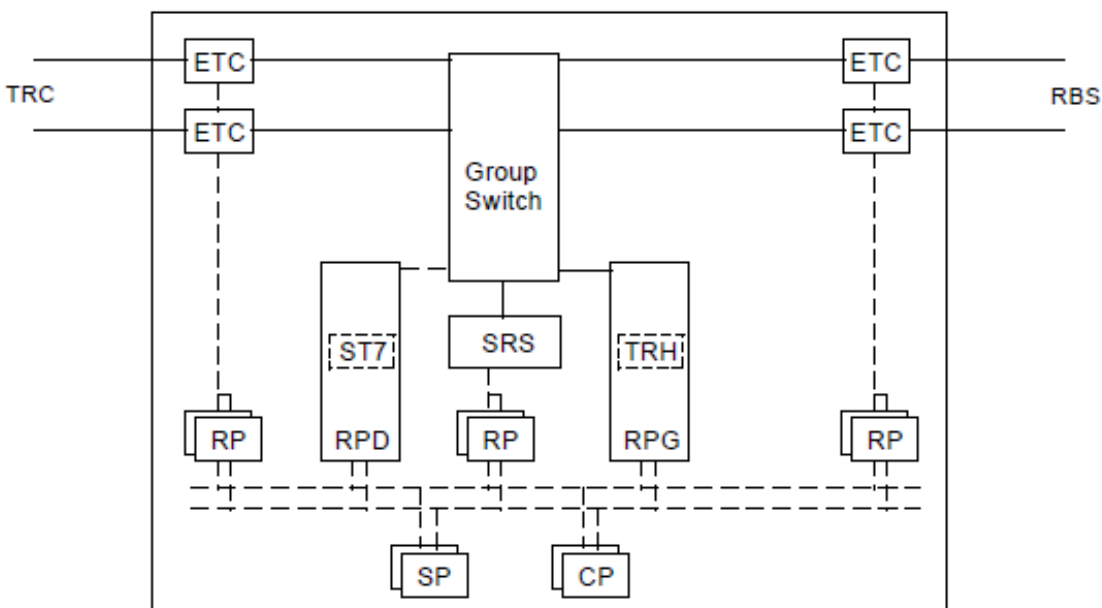 ETC
ETC
TRC
RBS
ETC
ETC
Group
Switch
ST7
SRS
TRH
RP
RPD
RP
RPG
RP
SP
CP